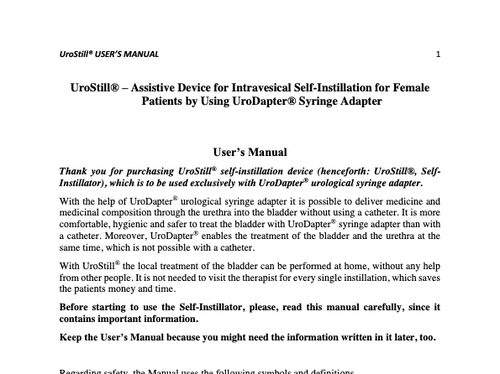 UroStill® USER'S MANUAL 1
UroStill® – Assistive Device for Intravesical Self-Instillation for Female
Patients by Using UroDapter® Syringe Adapter
User's Manual
Thank you for purchasing UroStill® self-instillation device (henceforth: UroStill®, Self-
Instillator), which is to be used exclusively with UroDapter® urological syringe adapter.
With the help of UroDapter® urological syringe adapter it is possible to deliver medicine and
medicinal composition through the urethra into the bladder without using a catheter. It is more
comfortable, hygienic and safer to treat the bladder with UroDapter® syringe adapter than with
a catheter. Moreover, UroDapter® enables the treatment of the bladder and the urethra at the
same time, which is not possible with a catheter.
With UroStill® the local treatment of the bladder can be performed at home, without any help
from other people. It is not needed to visit the therapist for every single instillation, which saves
the patients money and time.
Before starting to use the Self-Instillator, please, read this manual carefully, since it
contains important information.
Keep the User's Manual because you might need the information written in it later, too.
Regarding safety, the Manual uses the following symbols and definitions